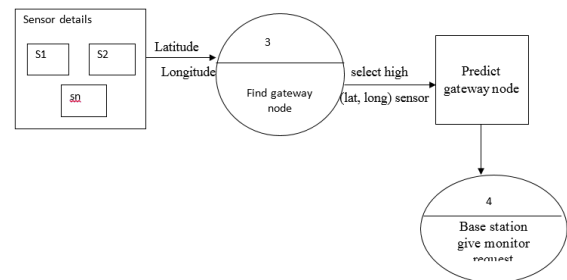 Sensor details
S1
S2
sn
Latitude
Longitude
3
Find gateway
node
select high
(lat, long) sensor
Predict
gateway node
4
Base station
give monitor
request